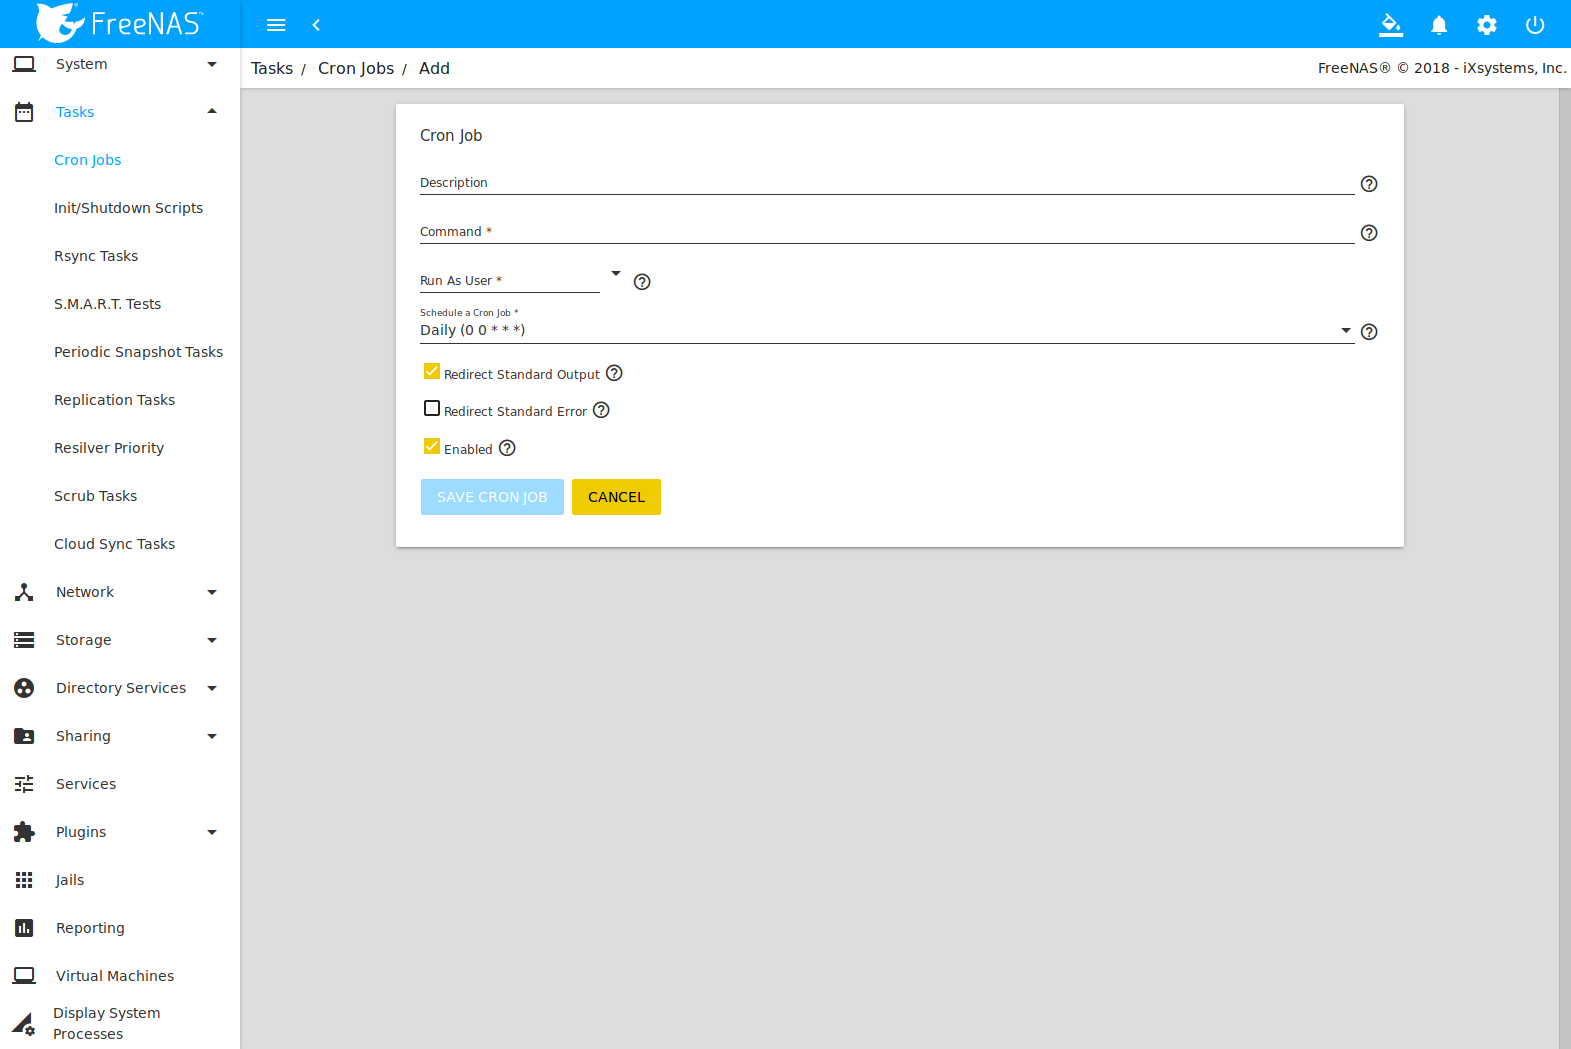 FreeNAS™
System
Tasks
Cron Jobs
Init/Shutdown Scripts
Rsync Tasks
S.M.A.R.T. Tests
Periodic Snapshot Tasks
Replication Tasks
Resilver Priority
Scrub Tasks
Cloud Sync Tasks
Network
Storage
Directory Services
Sharing
Services
Plugins
Jails
Reporting
Virtual Machines
Display System
Processes
Tasks / Cron Jobs / Add
FreeNAS® © 2018 - iXsystems, Inc.
Cron Job
Description
Command *
Run As User *
Schedule a Cron Job *
Daily (0 0 * * *)
Redirect Standard Output
Redirect Standard Error
Enabled
SAVE CRON JOB CANCEL